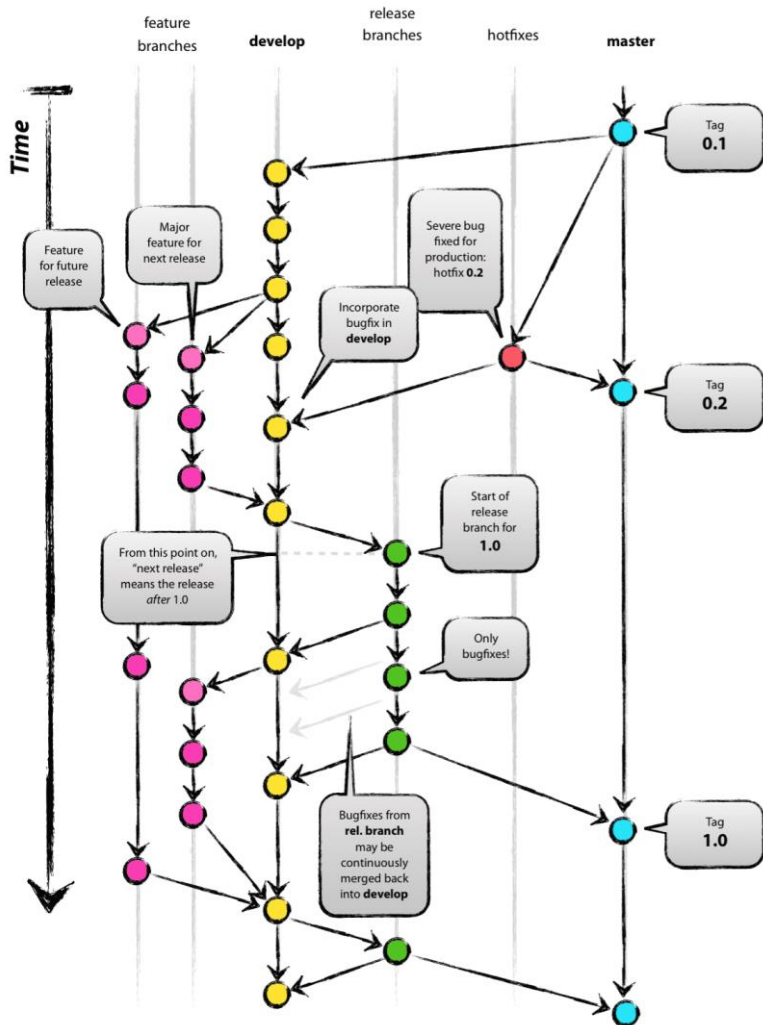 feature
branches
develop
release
branches
hotfixes
master
Time
Tag
0.1
Feature
for future
release
Major
feature for
next release
Severe bug
fixed for
production:
hotfix 0.2
Incorporate
bugfix in
develop
Tag
0.2
Start of
release
branch for
1.0
From this point on,
“next release”
means the release
after 1.0
Only
bugfixes!
Bugfixes from
rel. branch
may be
continuously
merged back
into develop
Tag
1.0